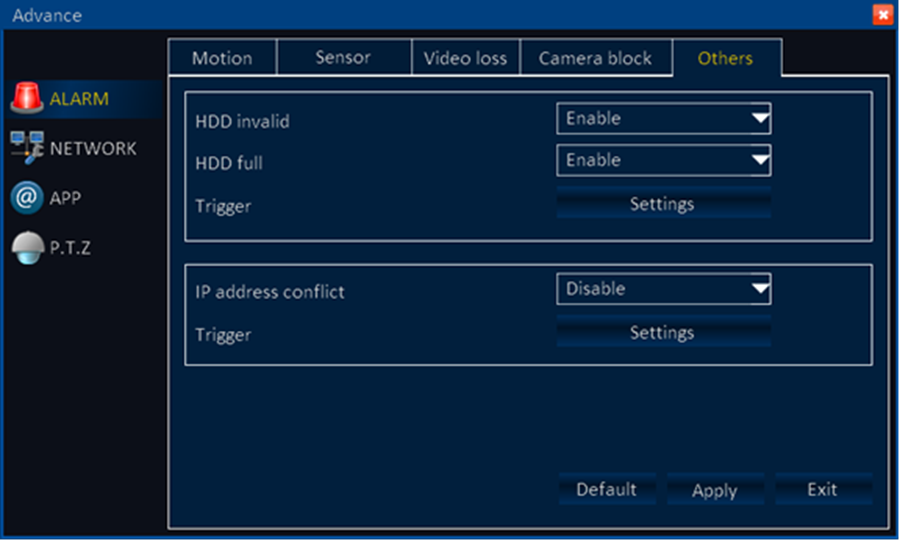 Advance
Motion Sensor Video loss Camera block Others
ALARM
NETWORK
APP
P.T.Z
HDD invalid Enable
HDD full Enable
Trigger Settings
IP address conflict Disable
Trigger Settings
Default Apply Exit